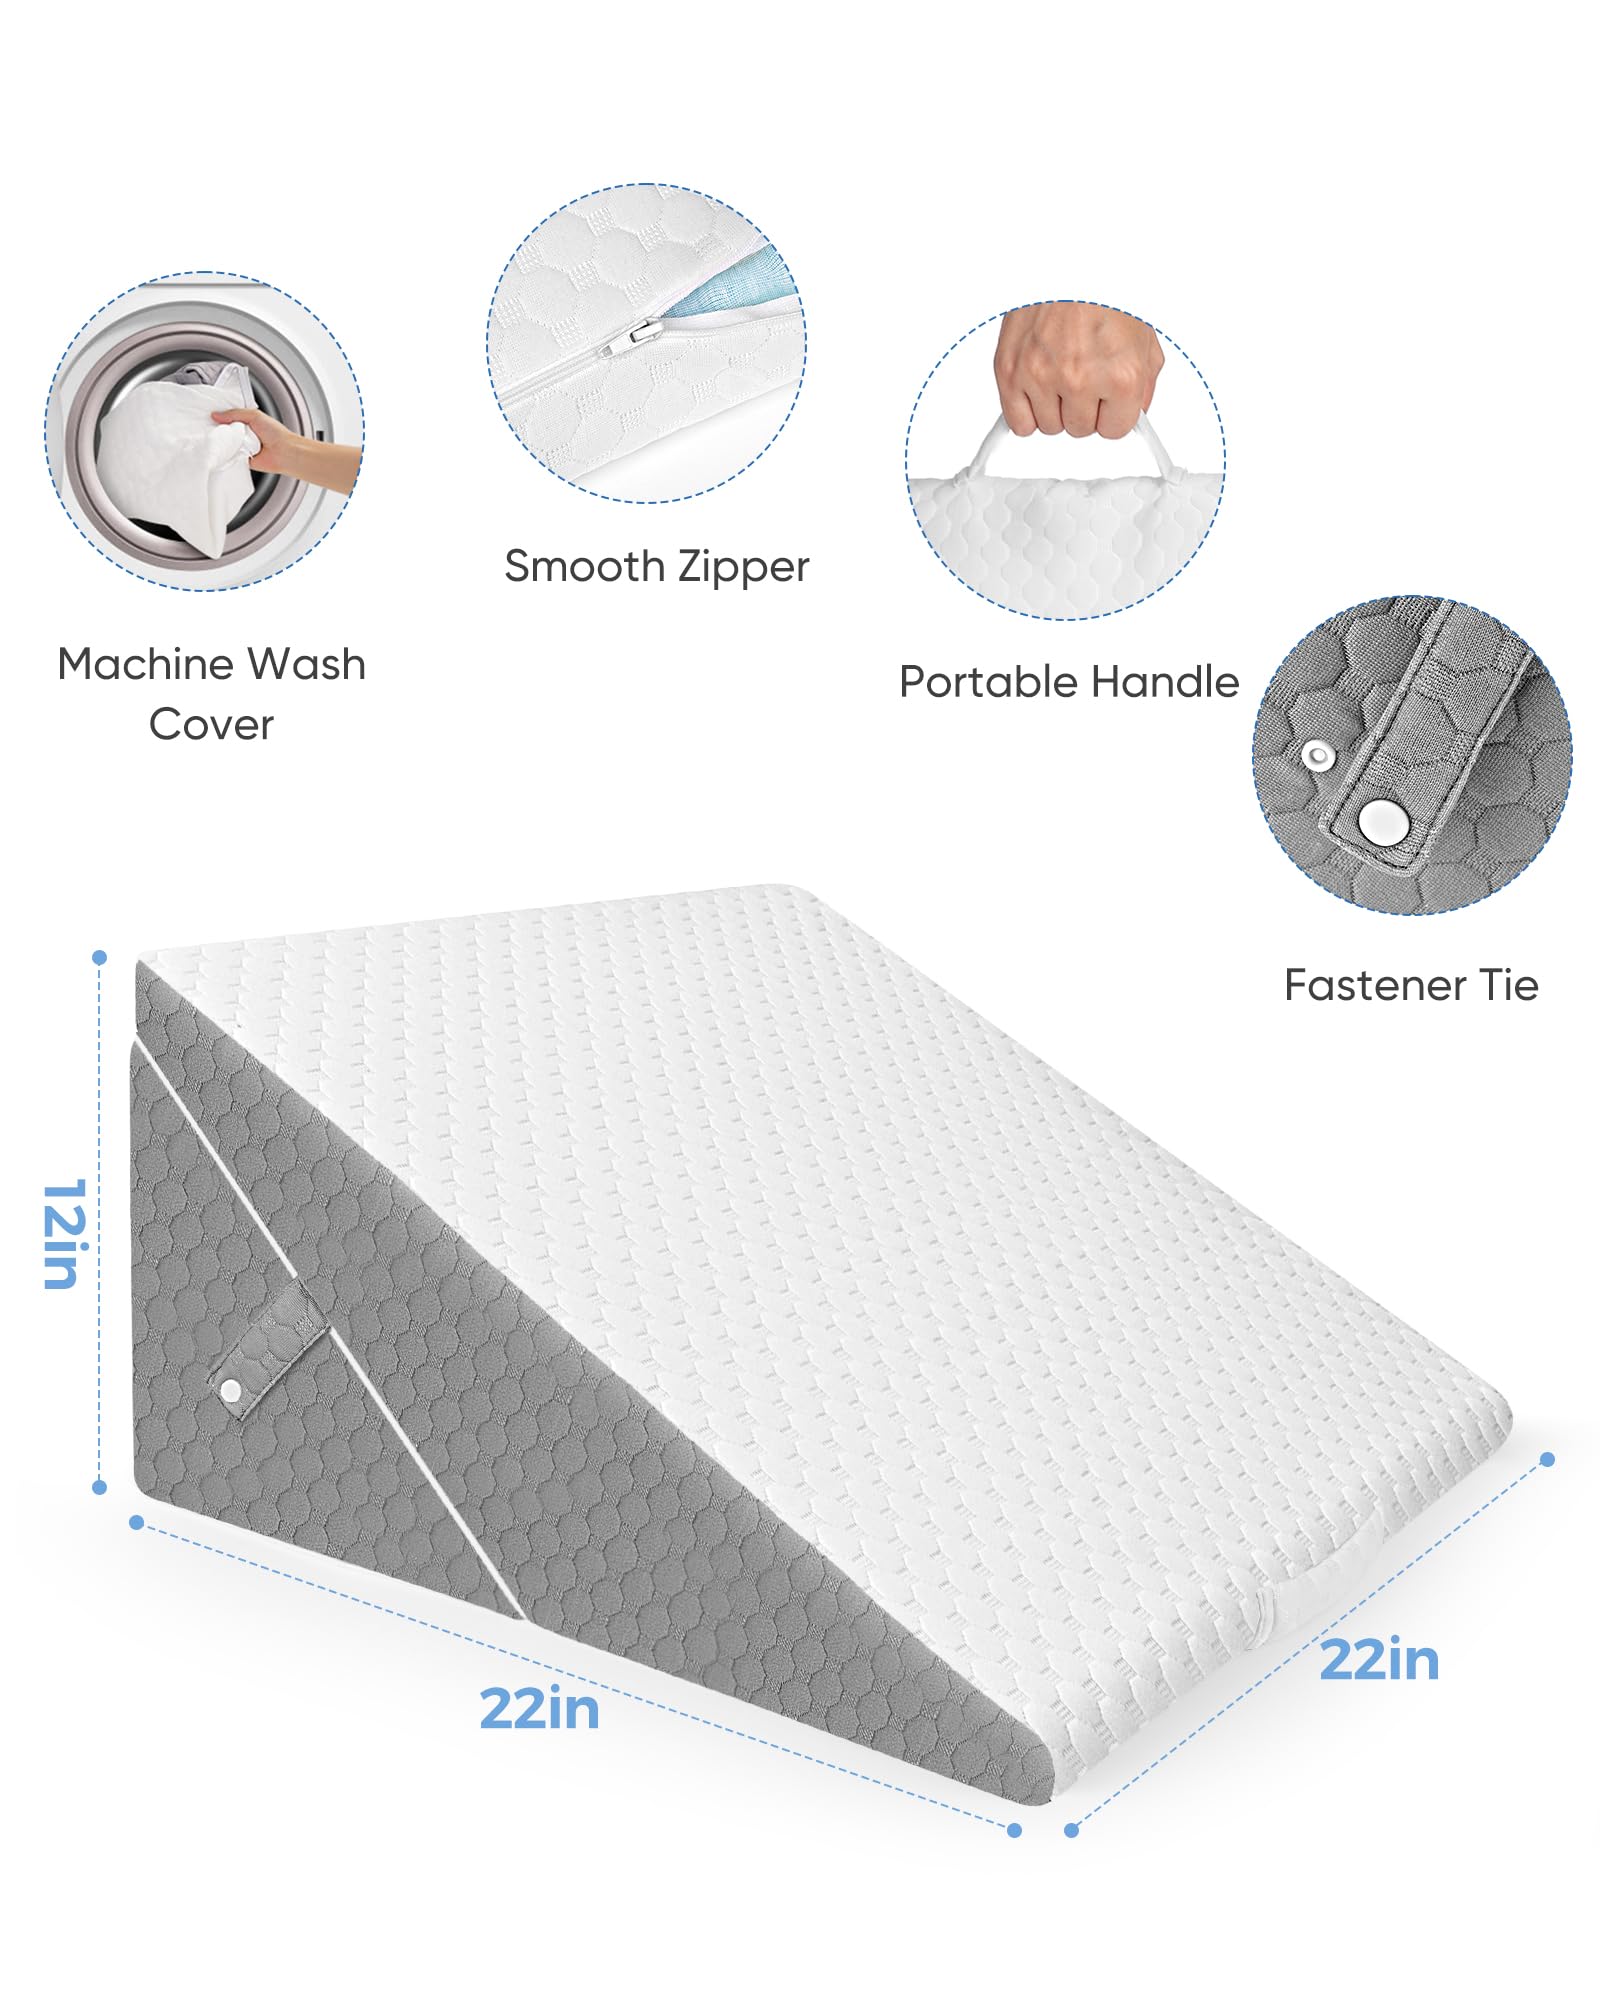 Smooth Zipper
Machine Wash
Cover
Portable Handle
Fastener Tie
12in
22in
22in